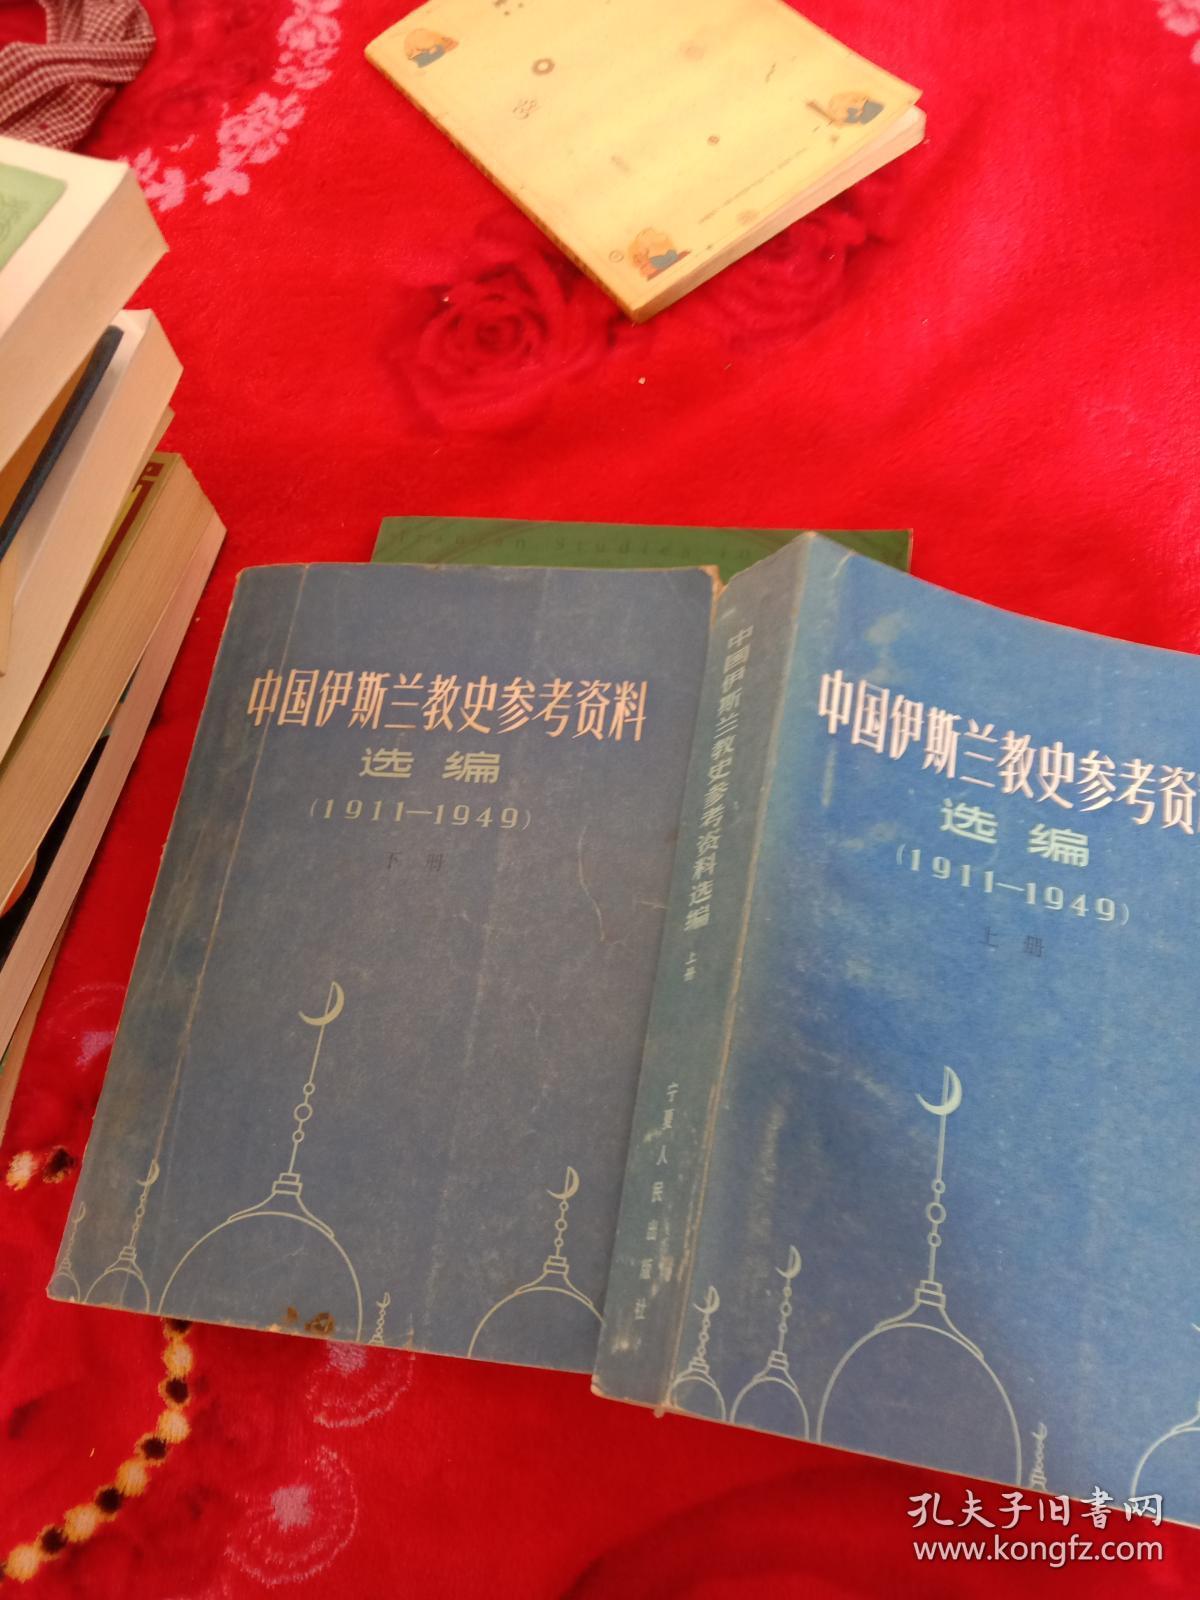 Iranian Studies in
中国伊斯兰教史参考资料
选编
(1911—1949)
下册
中国伊斯兰教史参考资料选编 上册
宁夏人民出版社
中国伊斯兰教史参考资
选编
(1911—1949)
上册
孔夫子旧书网
www.kongfz.com